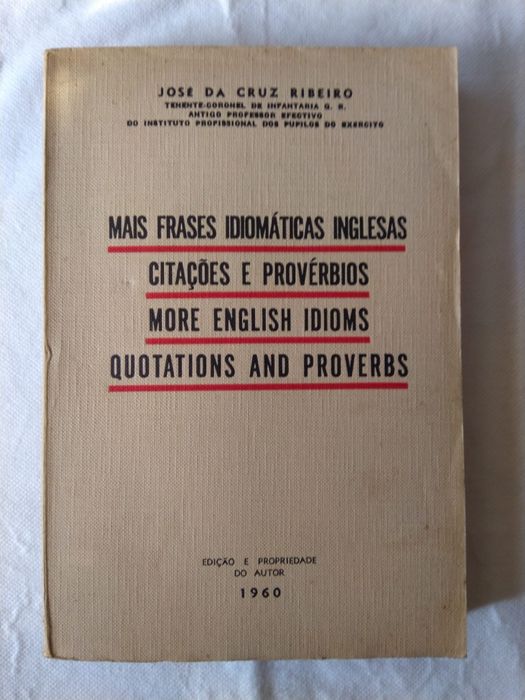 JOSÉ DA CRUZ RIBEIRO
TENENTE-CORONEL DE INFANTARIA Q. R.
ANTIGO PROFESSOR EFECTIVO
DO INSTITUTO PROFISSIONAL DOS PUPILOS DO EXERCITO
MAIS FRASES IDIOMÁTICAS INGLESAS
CITAÇÕES E PROVÉRBIOS
MORE ENGLISH IDIOMS
QUOTATIONS AND PROVERBS
EDIÇÃO E PROPRIEDADE
DO AUTOR
1960